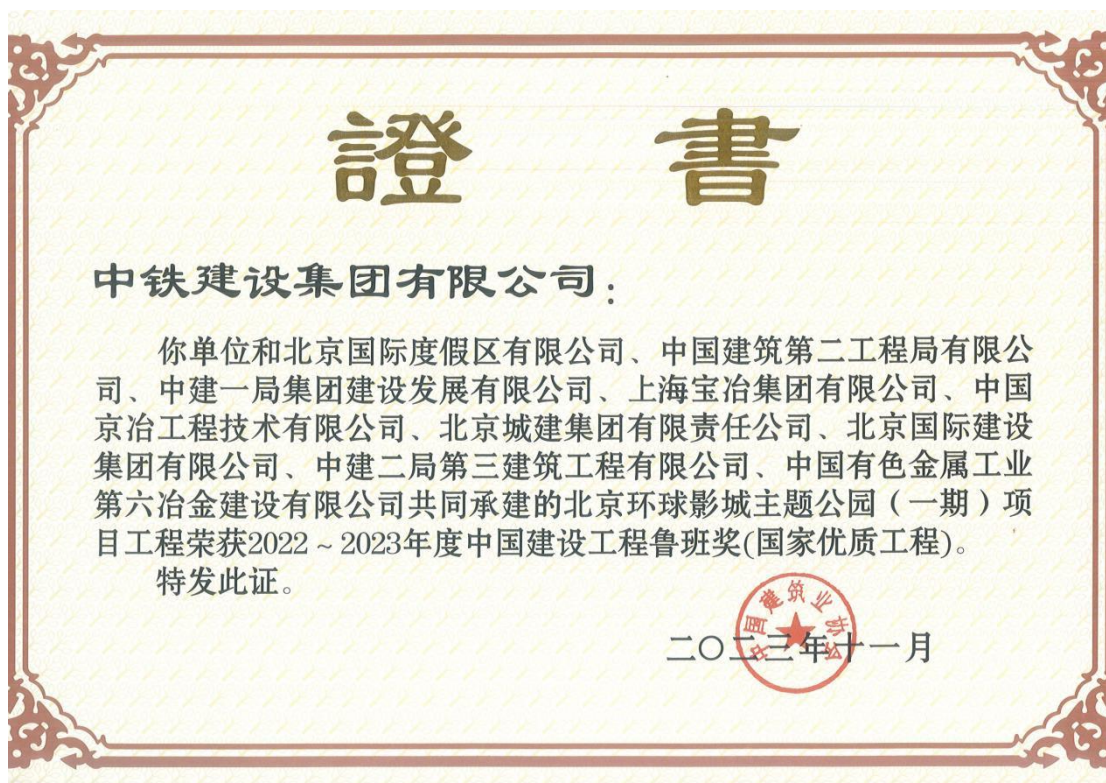 證書
中铁建设集团有限公司：
你单位和北京国际度假区有限公司、中国建筑第二工程局有限公
司、中建一局集团建设发展有限公司、上海宝冶集团有限公司、中国
京冶工程技术有限公司、北京城建集团有限责任公司、北京国际建设
集团有限公司、中建二局第三建筑工程有限公司、中国有色金属工业
第六冶金建设有限公司共同承建的北京环球影城主题公园（一期）项
目工程荣获2022～2023年度中国建设工程鲁班奖(国家优质工程)。
特发此证。
中国建筑业协会
二〇二三年十一月